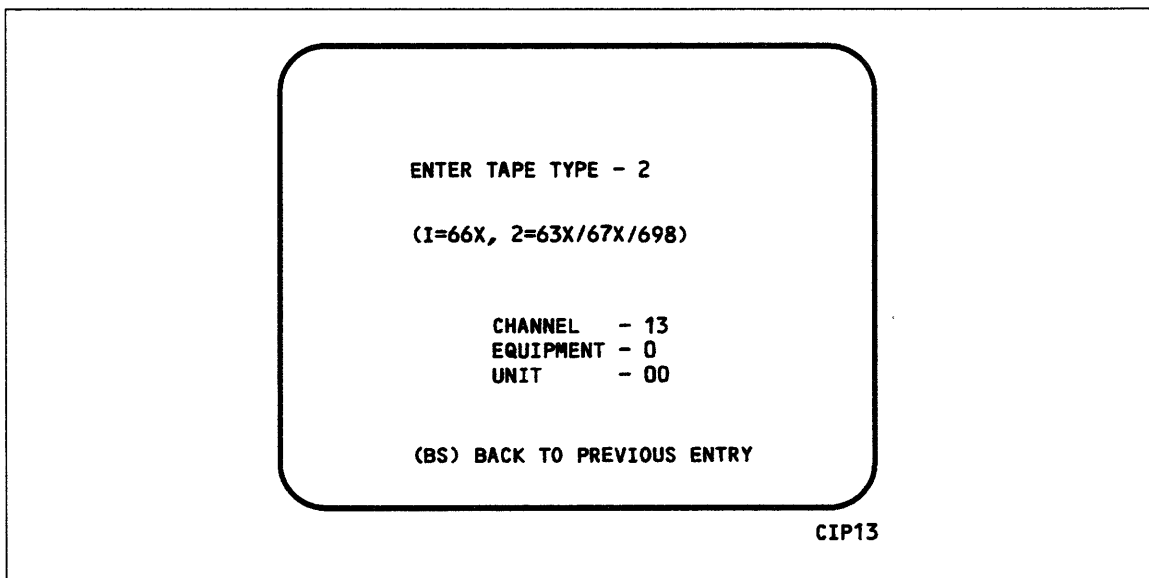 ENTER TAPE TYPE - 2
(I=66X, 2=63X/67X/698)
CHANNEL - 13
EQUIPMENT - 0
UNIT - 00
(BS) BACK TO PREVIOUS ENTRY
CIP13